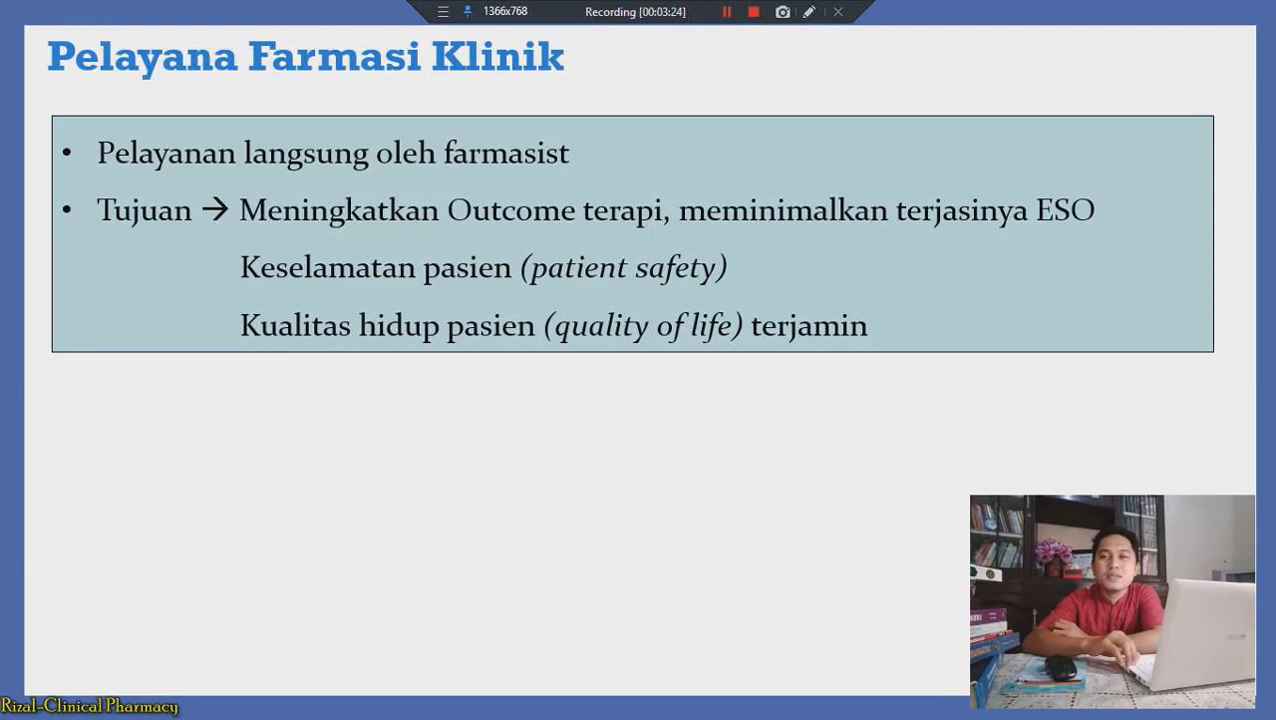 1366x768
Recording [00:03:24]
Pelayana Farmasi Klinik
• Pelayanan langsung oleh farmasist
• Tujuan → Meningkatkan Outcome terapi, meminimalkan terjasinya ESO
Keselamatan pasien (patient safety)
Kualitas hidup pasien (quality of life) terjamin
Rizal-Clinical Pharmacy